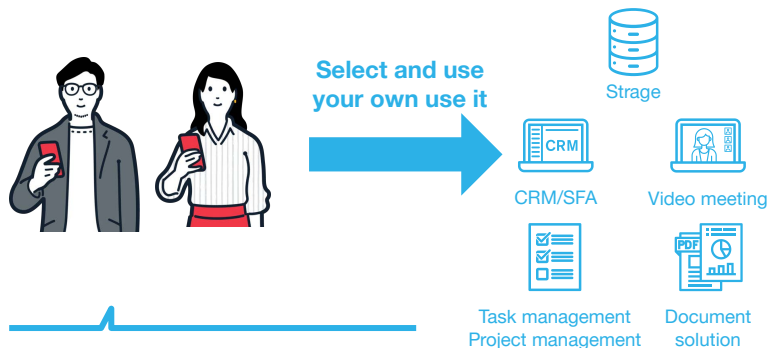 Select and use
your own use it
Strage
CRM
CRM/SFA
Video meeting
PDF
Task management
Project management
Document
solution